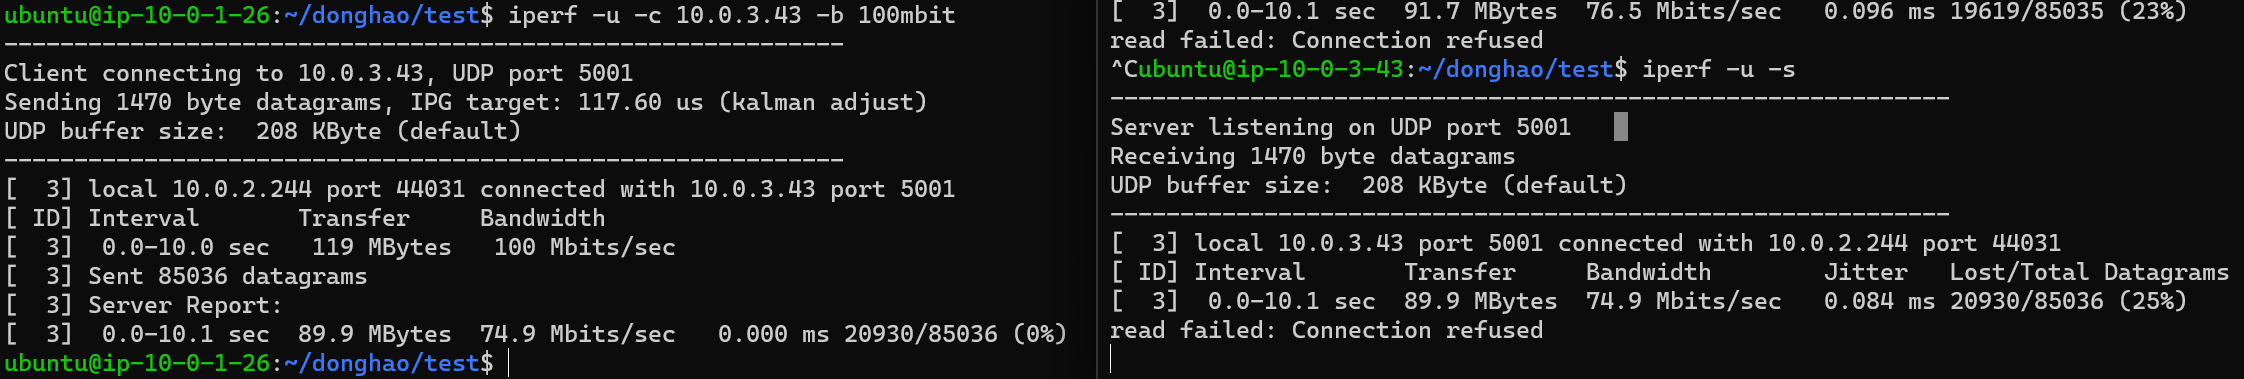 ubuntu@ip-10-0-1-26:~/donghao/test$ iperf -u -c 10.0.3.43 -b 100mbit
------------------------------------------------------------
Client connecting to 10.0.3.43, UDP port 5001
Sending 1470 byte datagrams, IPG target: 117.60 us (kalman adjust)
UDP buffer size:  208 KByte (default)
------------------------------------------------------------
[  3] local 10.0.2.244 port 44031 connected with 10.0.3.43 port 5001
[ ID] Interval       Transfer     Bandwidth
[  3]  0.0-10.0 sec   119 MBytes   100 Mbits/sec
[  3] Sent 85036 datagrams
[  3] Server Report:
[  3]  0.0-10.1 sec  89.9 MBytes  74.9 Mbits/sec   0.000 ms 20930/85036 (0%)
ubuntu@ip-10-0-1-26:~/donghao/test$
[  3]  0.0-10.1 sec  91.7 MBytes  76.5 Mbits/sec   0.096 ms 19619/85035 (23%)
read failed: Connection refused
^Cubuntu@ip-10-0-3-43:~/donghao/test$ iperf -u -s
------------------------------------------------------------
Server listening on UDP port 5001
Receiving 1470 byte datagrams
UDP buffer size:  208 KByte (default)
------------------------------------------------------------
[  3] local 10.0.3.43 port 5001 connected with 10.0.2.244 port 44031
[ ID] Interval       Transfer     Bandwidth        Jitter   Lost/Total Datagrams
[  3]  0.0-10.1 sec  89.9 MBytes  74.9 Mbits/sec   0.084 ms 20930/85036 (25%)
read failed: Connection refused